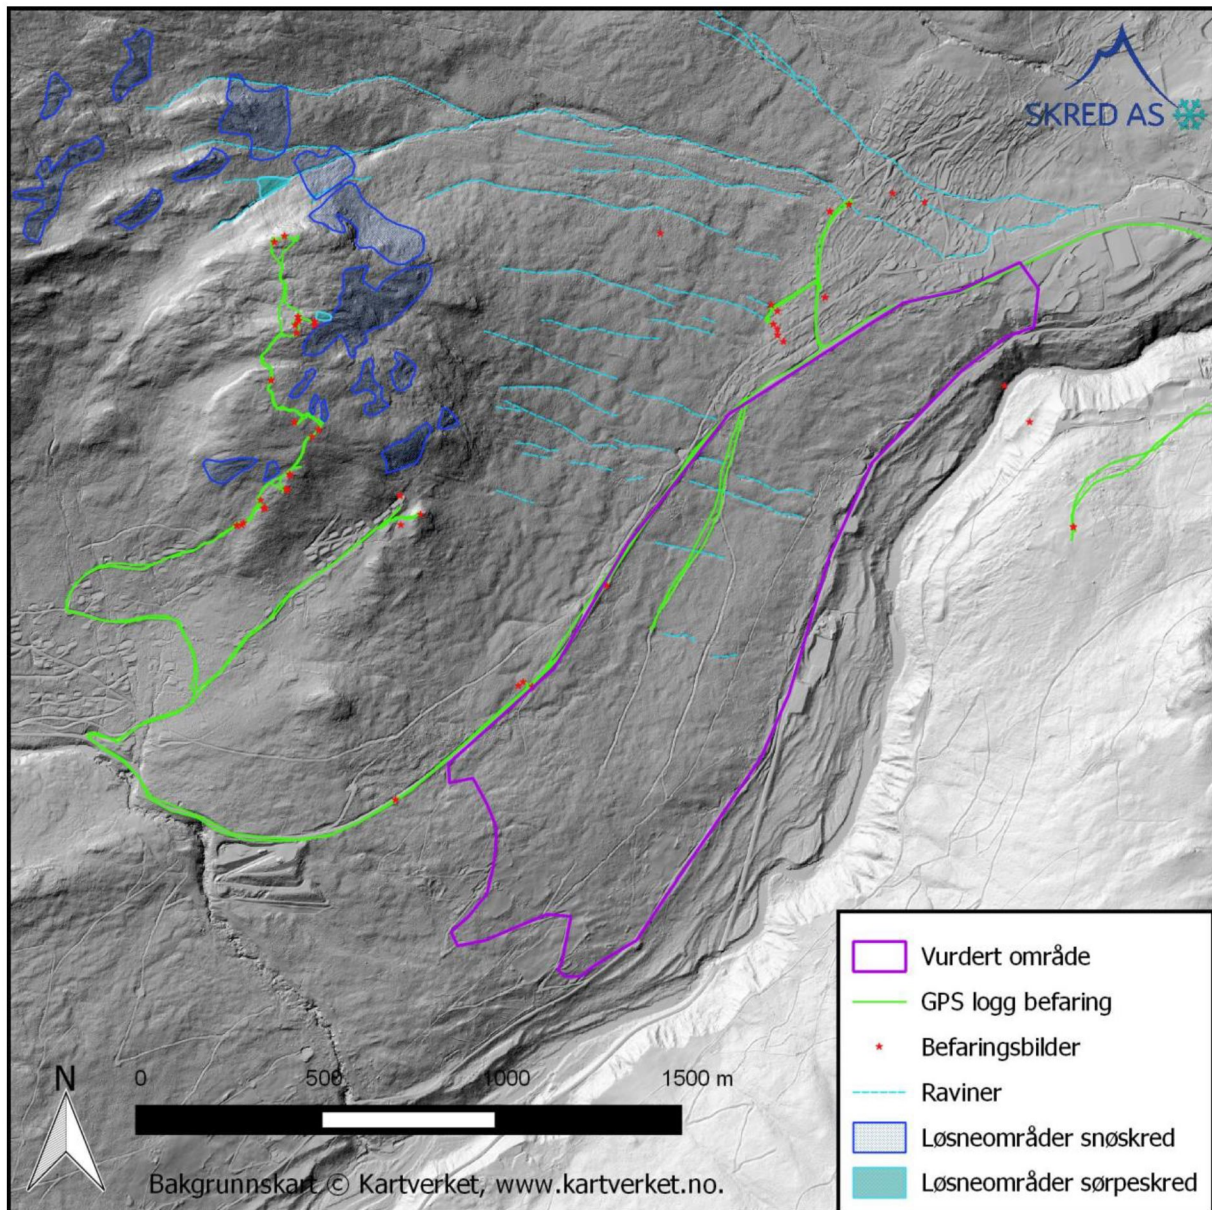 SKRED AS
Vurdert område
GPS logg befaring
Befaringsbilder
Raviner
Løsneområder snøskred
Løsneområder sørpeskred
N
0 500 1000 1500 m
Bakgrunnskart © Kartverket, www.kartverket.no.